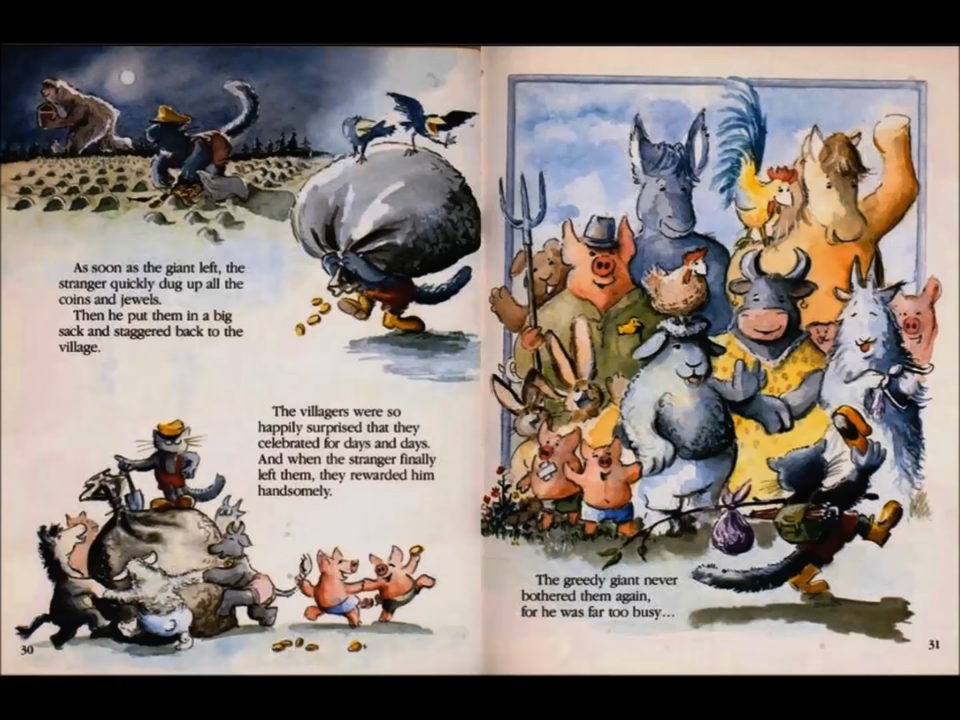 As soon as the giant left, the
stranger quickly dug up all the
coins and jewels.
Then he put them in a big
sack and staggered back to the
village.
The villagers were so
happily surprised that they
celebrated for days and days.
And when the stranger finally
left them, they rewarded him
handsomely.
30
The greedy giant never
bothered them again,
for he was far too busy...
31